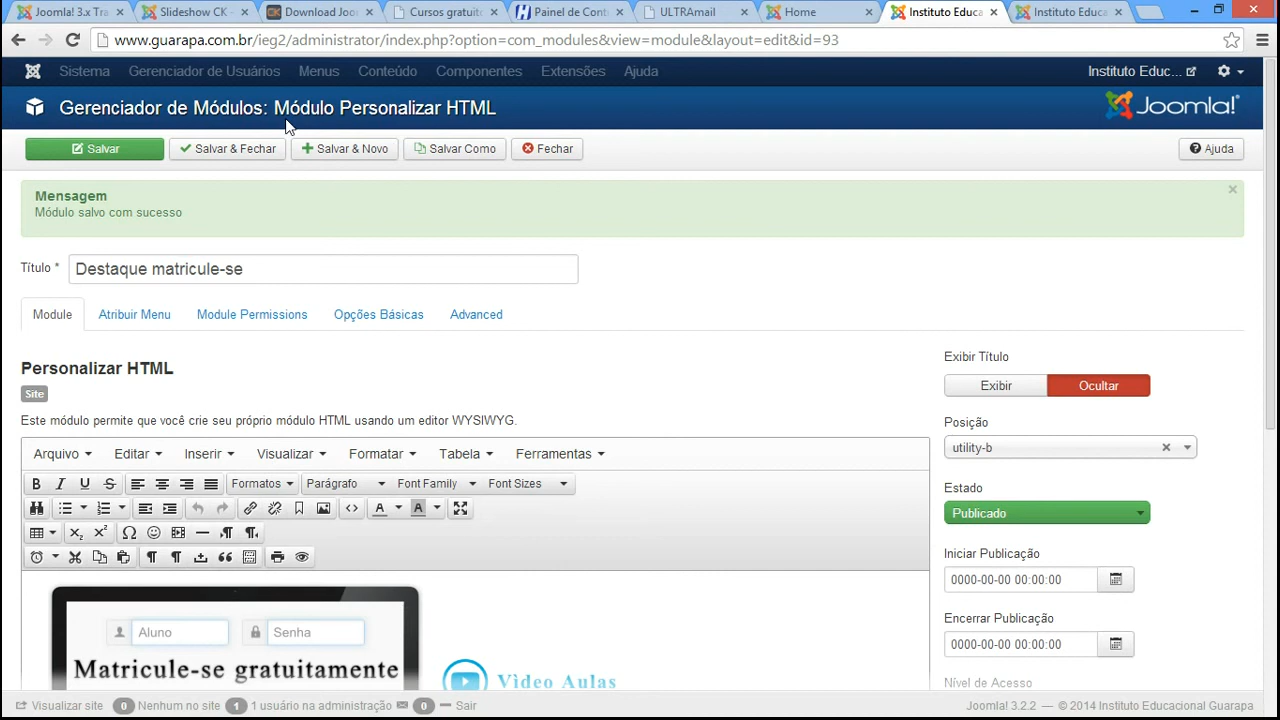 Joomla! 3.x Tra
Slideshow CK -
Download Joo
Cursos gratuit
Painel de Cont
ULTRAmail
Home
Instituto Educa
Instituto Educa
www.guarapa.com.br/ieg2/administrator/index.php?option=com_modules&view=module&layout=edit&id=93
Sistema Gerenciador de Usuários Menus Conteúdo Componentes Extensões Ajuda Instituto Educ...
Gerenciador de Módulos: Módulo Personalizar HTML
Joomla!®
Salvar Salvar & Fechar Salvar & Novo Salvar Como Fechar Ajuda
Mensagem
Módulo salvo com sucesso
Título * Destaque matricule-se
Module Atribuir Menu Module Permissions Opções Básicas Advanced
Personalizar HTML
Site
Este módulo permite que você crie seu próprio módulo HTML usando um editor WYSIWYG.
Arquivo Editar Inserir Visualizar Formatar Tabela Ferramentas
Formatos Parágrafo Font Family Font Sizes
Aluno Senha
Matricule-se gratuitamente
Vìdeo Aulas
Exibir Título
Exibir Ocultar
Posição
utility-b
Estado
Publicado
Iniciar Publicação
0000-00-00 00:00:00
Encerrar Publicação
0000-00-00 00:00:00
Nível de Acesso
Visualizar site 0 Nenhum no site 1 1 usuário na administração 0 Sair Joomla! 3.2.2 — © 2014 Instituto Educacional Guarapa